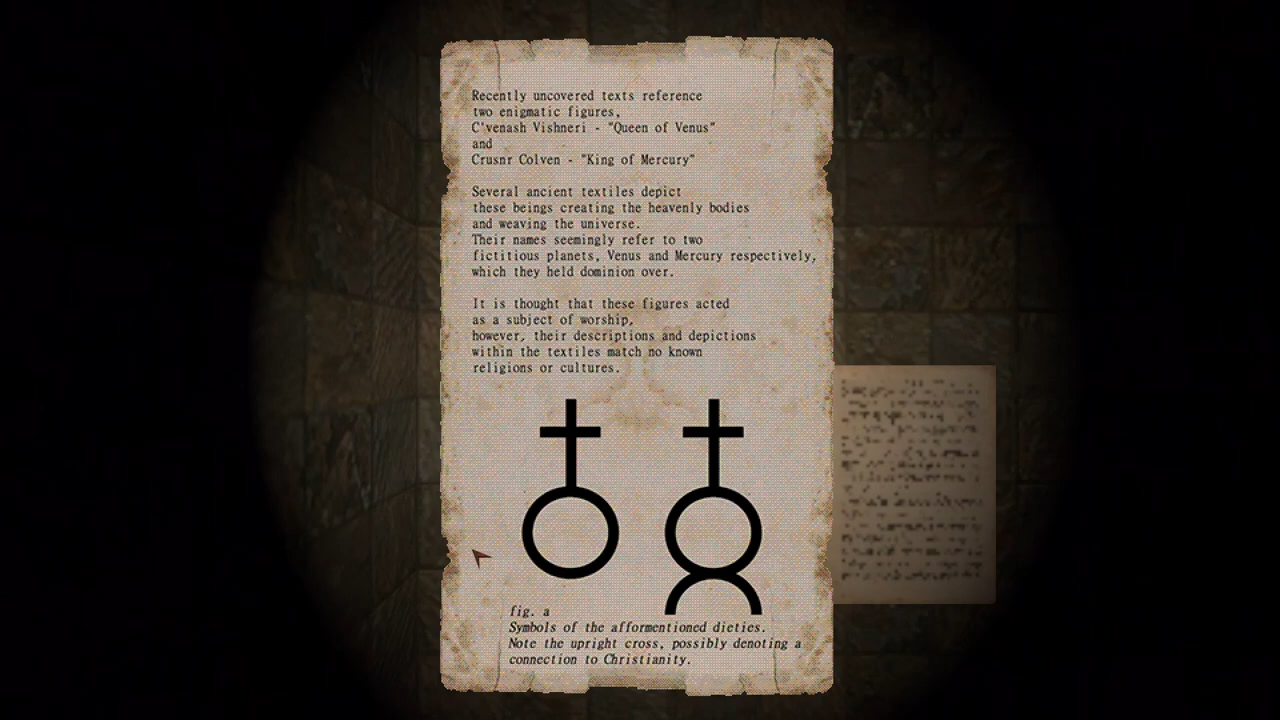 Recently uncovered texts reference
two enigmatic figures,
C'venash Vishneri - "Queen of Venus"
and
Crusnr Colven - "King of Mercury"
Several ancient textiles depict
these beings creating the heavenly bodies
and weaving the universe.
Their names seemingly refer to two
fictitious planets, Venus and Mercury respectively,
which they held dominion over.
It is thought that these figures acted
as a subject of worship,
however, their descriptions and depictions
within the textiles match no known
religions or cultures.
fig. a
Symbols of the afformentioned dieties.
Note the upright cross, possibly denoting a
connection to Christianity.